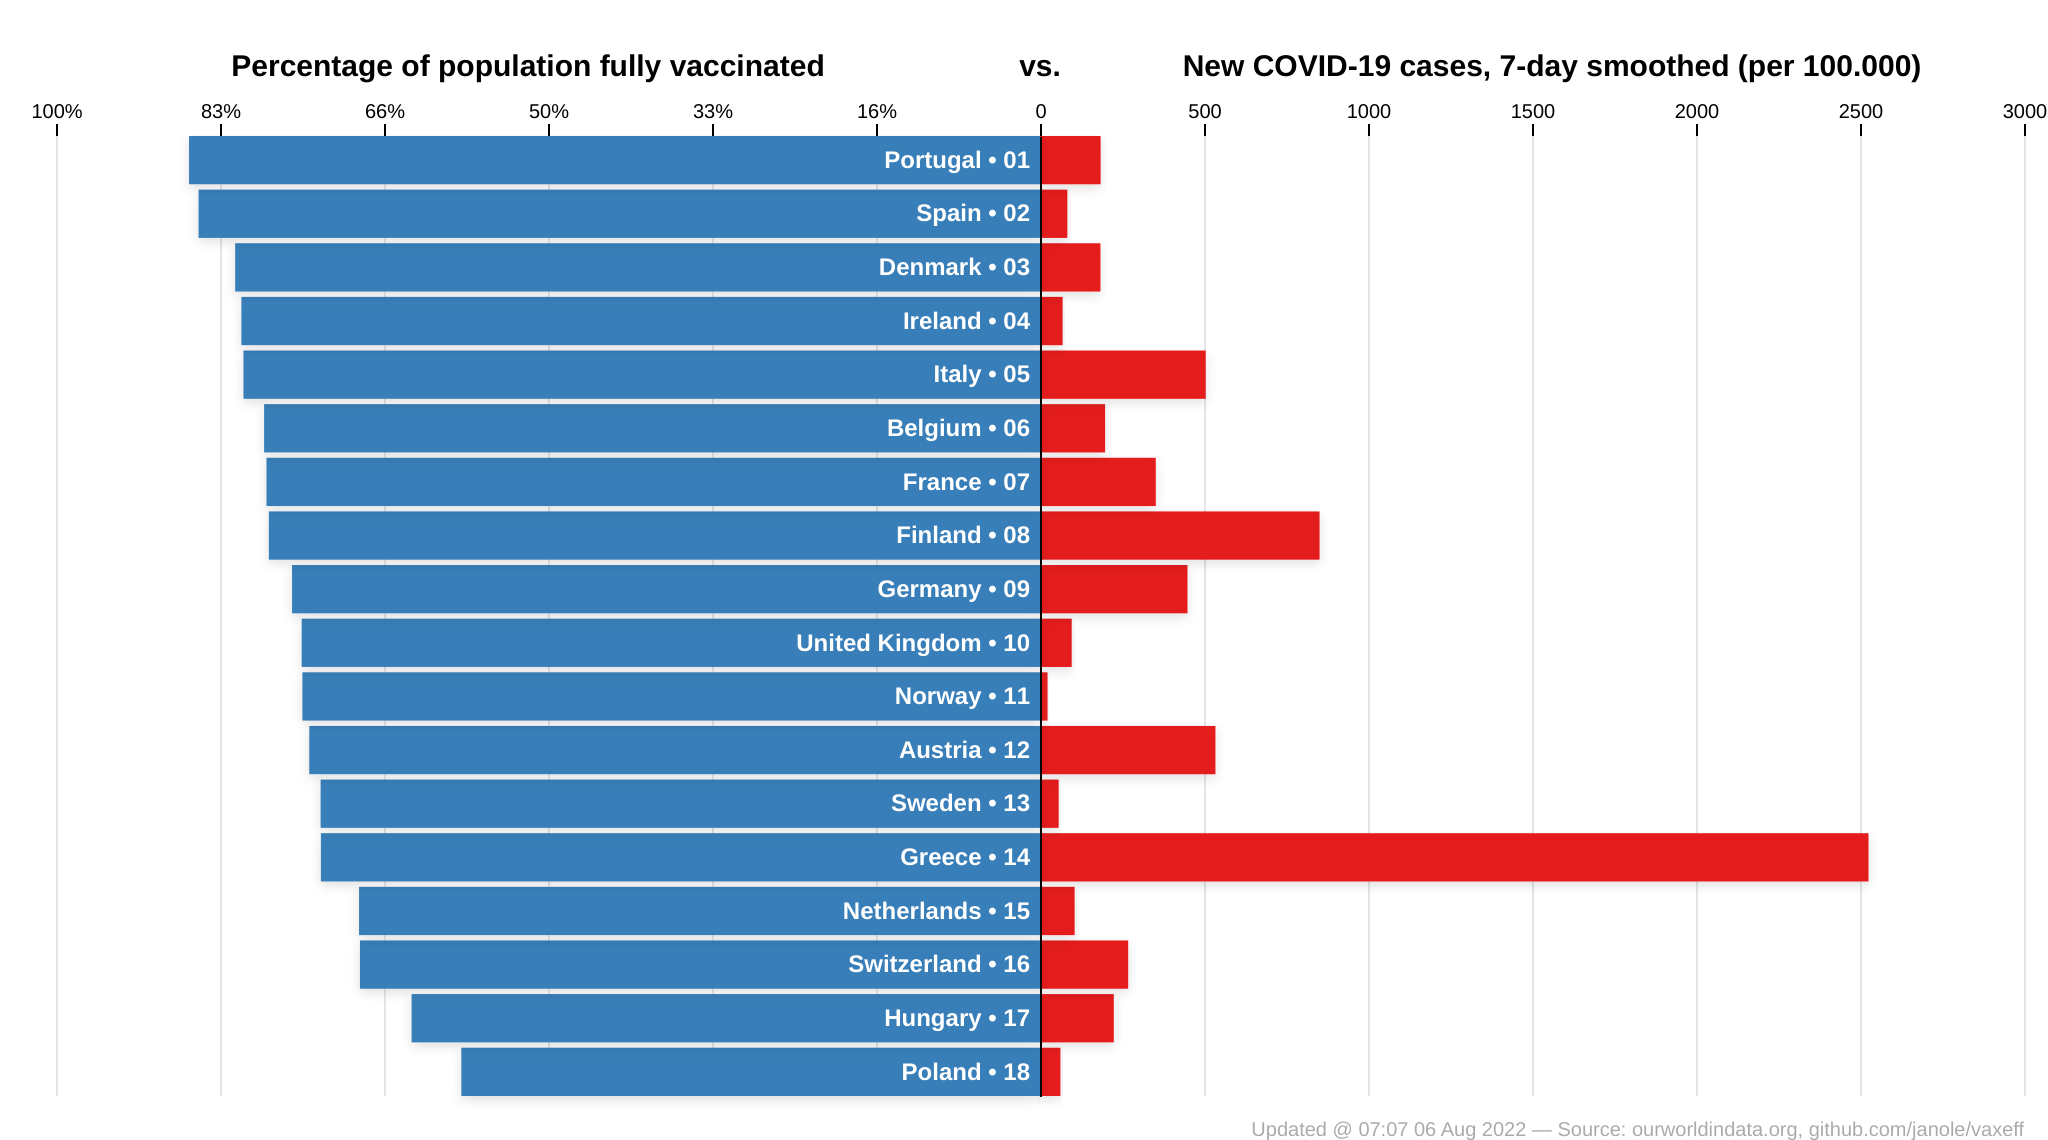 Percentage of population fully vaccinated vs. New COVID-19 cases, 7-day smoothed (per 100.000)
100% 83% 66% 50% 33% 16% 0 500 1000 1500 2000 2500 3000
Portugal • 01
Spain • 02
Denmark • 03
Ireland • 04
Italy • 05
Belgium • 06
France • 07
Finland • 08
Germany • 09
United Kingdom • 10
Norway • 11
Austria • 12
Sweden • 13
Greece • 14
Netherlands • 15
Switzerland • 16
Hungary • 17
Poland • 18
Updated @ 07:07 06 Aug 2022 — Source: ourworldindata.org, github.com/janole/vaxeff